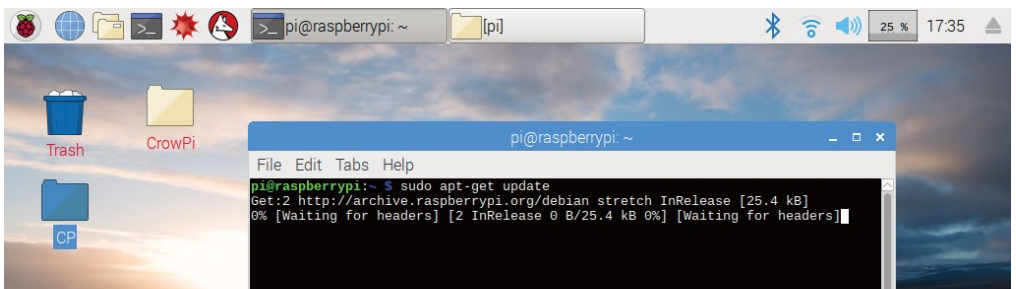 pi@raspberrypi: ~
[pi]
25 %
17:35
Trash
CrowPi
CP
pi@raspberrypi: ~
File Edit Tabs Help
pi@raspberrypi:~ $ sudo apt-get update
Get:2 http://archive.raspberrypi.org/debian stretch InRelease [25.4 kB]
0% [Waiting for headers] [2 InRelease 0 B/25.4 kB 0%] [Waiting for headers]